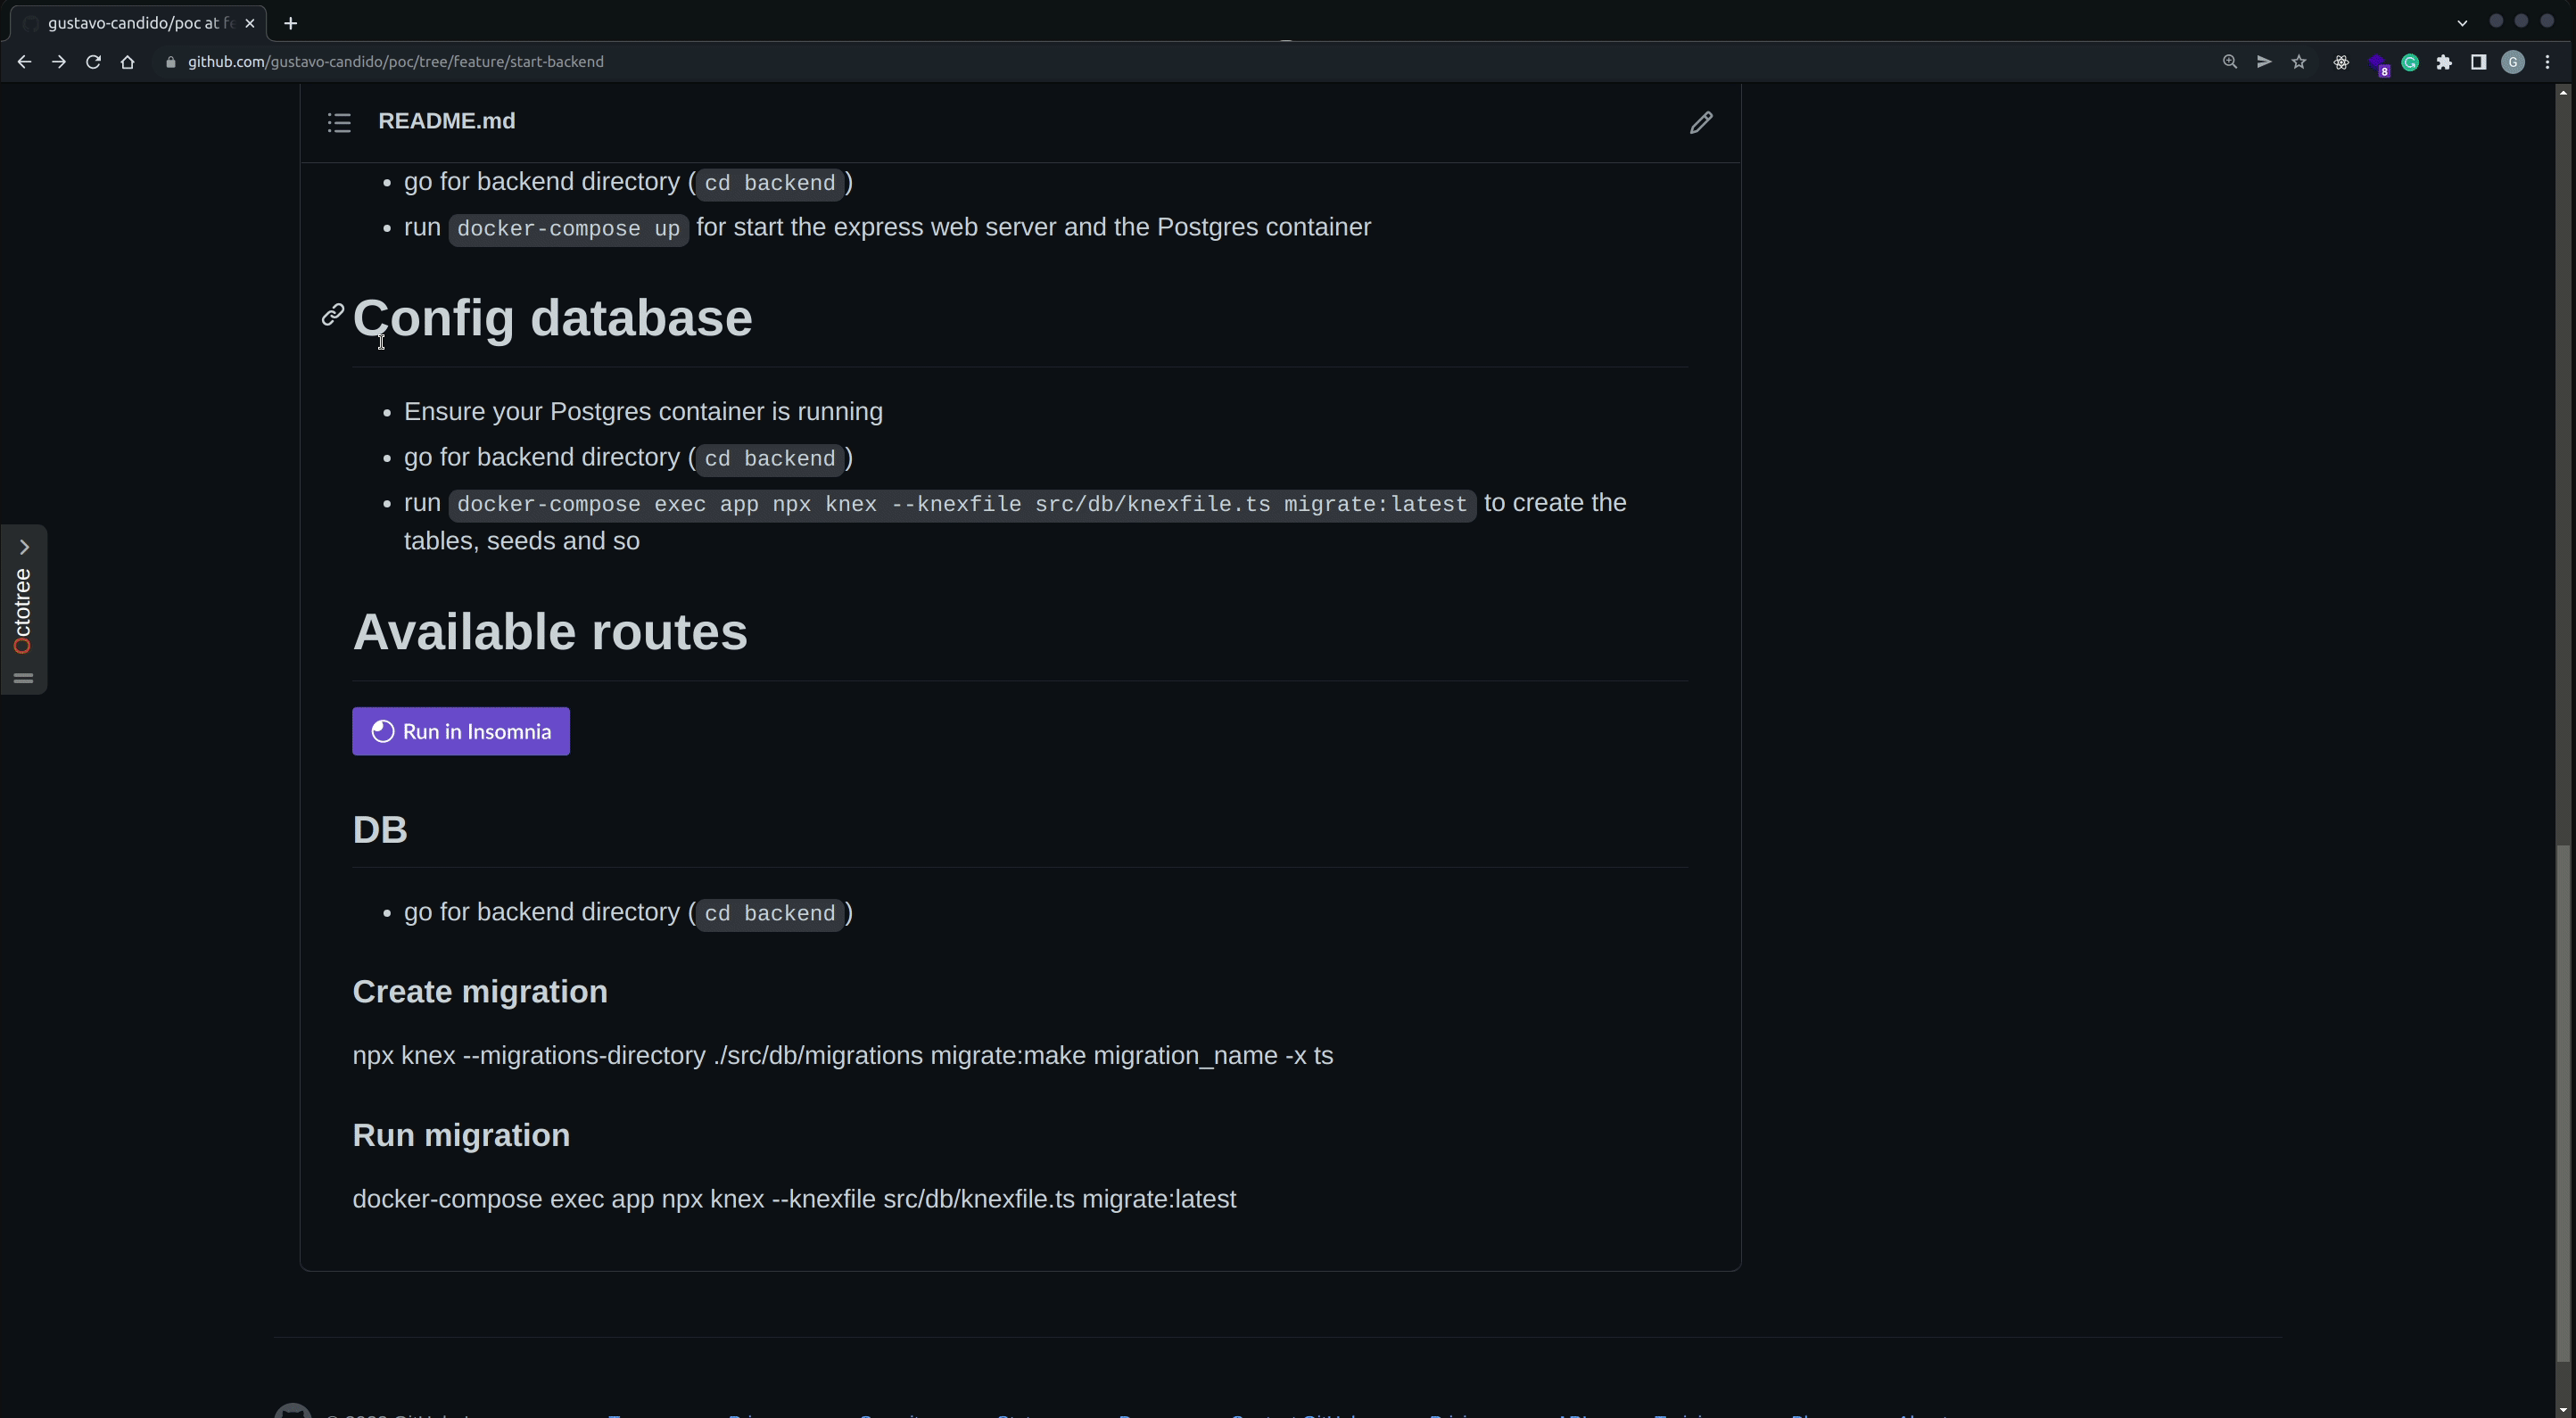 gustavo-candido/poc at fe
github.com/gustavo-candido/poc/tree/feature/start-backend
8
G
README.md
go for backend directory (cd backend)
run docker-compose up for start the express web server and the Postgres container
Config database
Ensure your Postgres container is running
go for backend directory (cd backend)
run docker-compose exec app npx knex --knexfile src/db/knexfile.ts migrate:latest to create the
tables, seeds and so
Octotree
Available routes
Run in Insomnia
DB
go for backend directory (cd backend)
Create migration
npx knex --migrations-directory ./src/db/migrations migrate:make migration_name -x ts
Run migration
docker-compose exec app npx knex --knexfile src/db/knexfile.ts migrate:latest